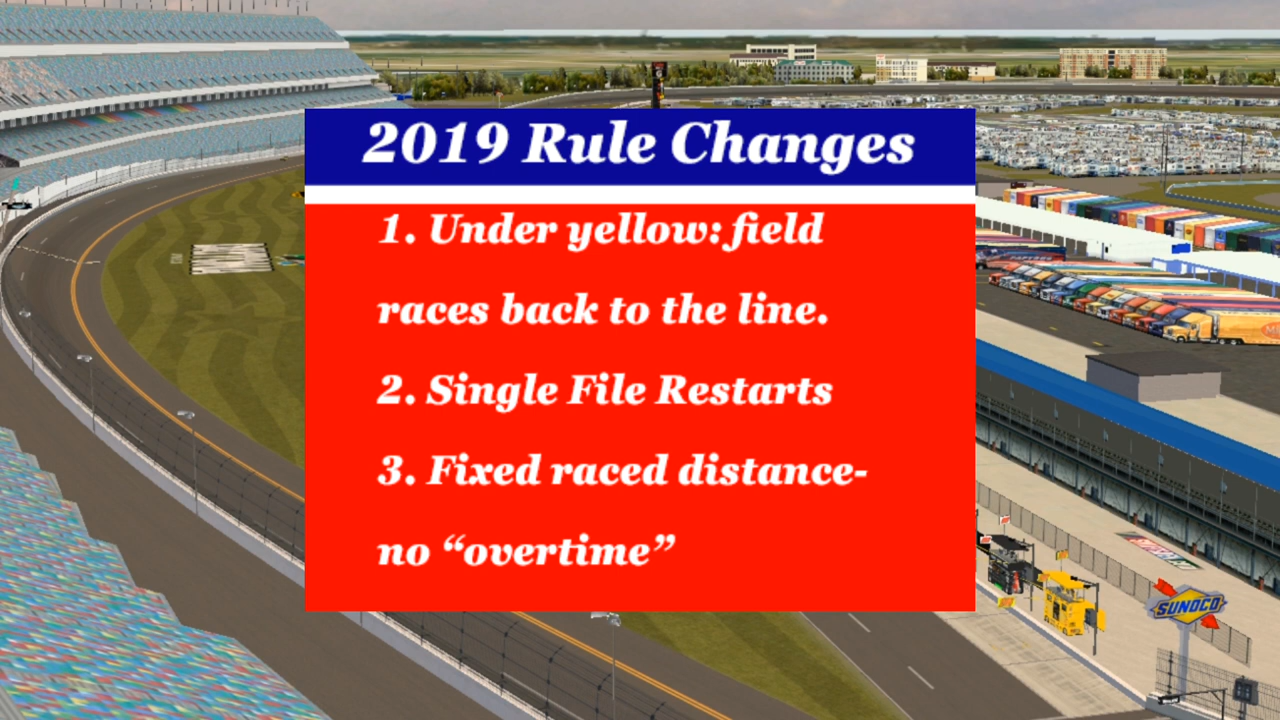 2019 Rule Changes
1. Under yellow: field
races back to the line.
2. Single File Restarts
3. Fixed raced distance-
no “overtime”
SUNOCO